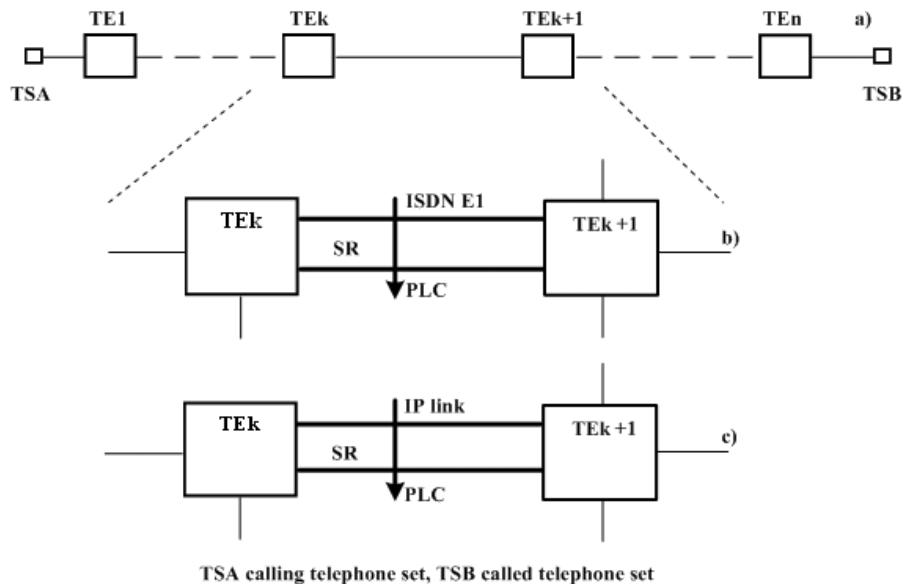 TE1 TEk TEk+1 TEn a)
TSA TSB
ISDN E1
TEk TEk +1
SR b)
PLC
IP link
TEk TEk +1
SR c)
PLC
TSA calling telephone set, TSB called telephone set